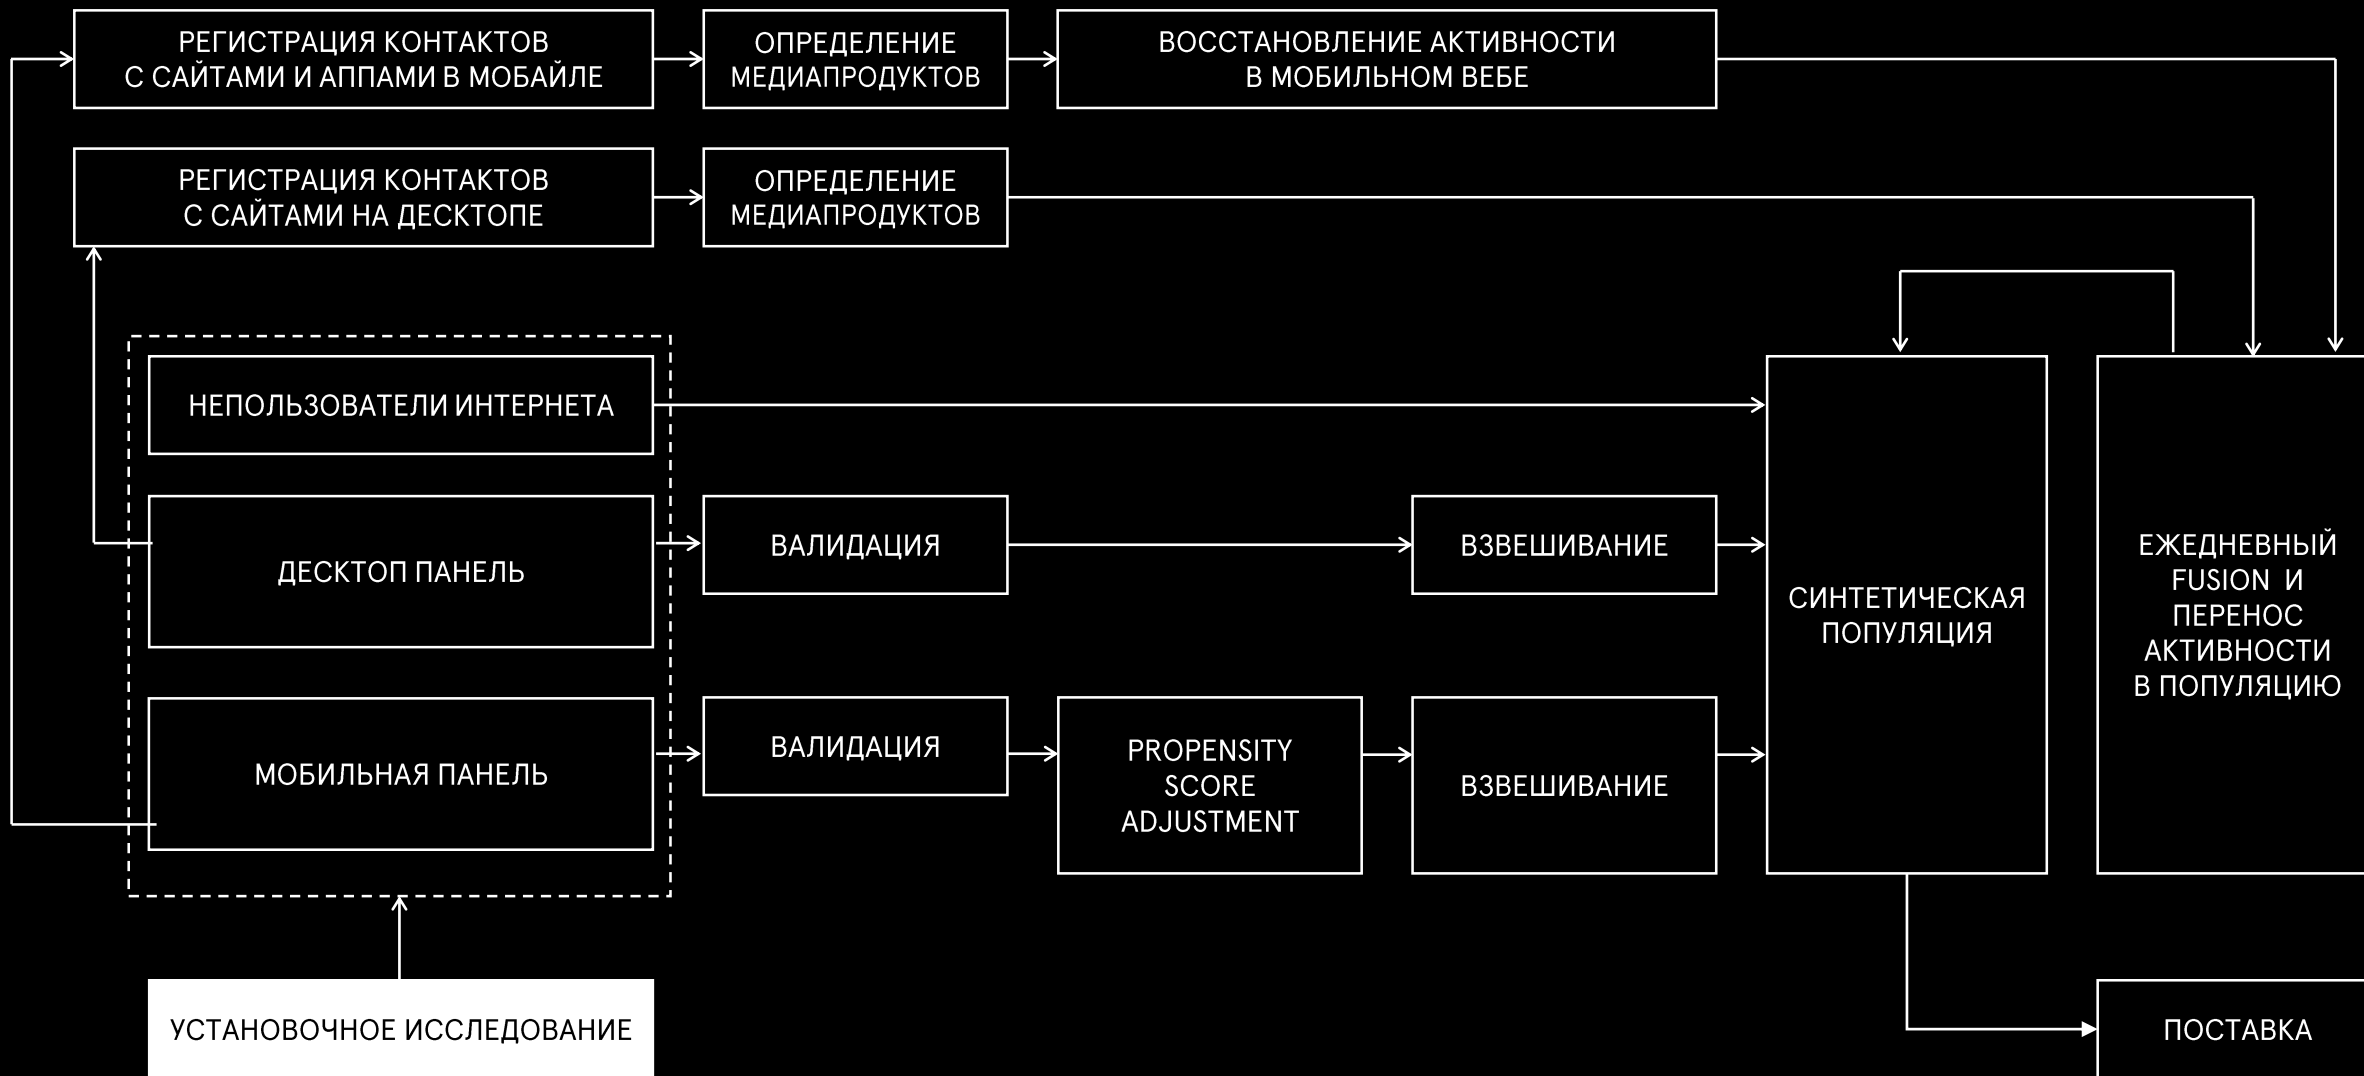 РЕГИСТРАЦИЯ КОНТАКТОВ
С САЙТАМИ И АППАМИ В МОБАЙЛЕ
ОПРЕДЕЛЕНИЕ
МЕДИАПРОДУКТОВ
ВОССТАНОВЛЕНИЕ АКТИВНОСТИ
В МОБИЛЬНОМ ВЕБЕ
РЕГИСТРАЦИЯ КОНТАКТОВ
С САЙТАМИ НА ДЕСКТОПЕ
ОПРЕДЕЛЕНИЕ
МЕДИАПРОДУКТОВ
НЕПОЛЬЗОВАТЕЛИ ИНТЕРНЕТА
ДЕСКТОП ПАНЕЛЬ
ВАЛИДАЦИЯ
ВЗВЕШИВАНИЕ
МОБИЛЬНАЯ ПАНЕЛЬ
ВАЛИДАЦИЯ
PROPENSITY
SCORE
ADJUSTMENT
ВЗВЕШИВАНИЕ
СИНТЕТИЧЕСКАЯ
ПОПУЛЯЦИЯ
ЕЖЕДНЕВНЫЙ
FUSION И
ПЕРЕНОС
АКТИВНОСТИ
В ПОПУЛЯЦИЮ
УСТАНОВОЧНОЕ ИССЛЕДОВАНИЕ
ПОСТАВКА